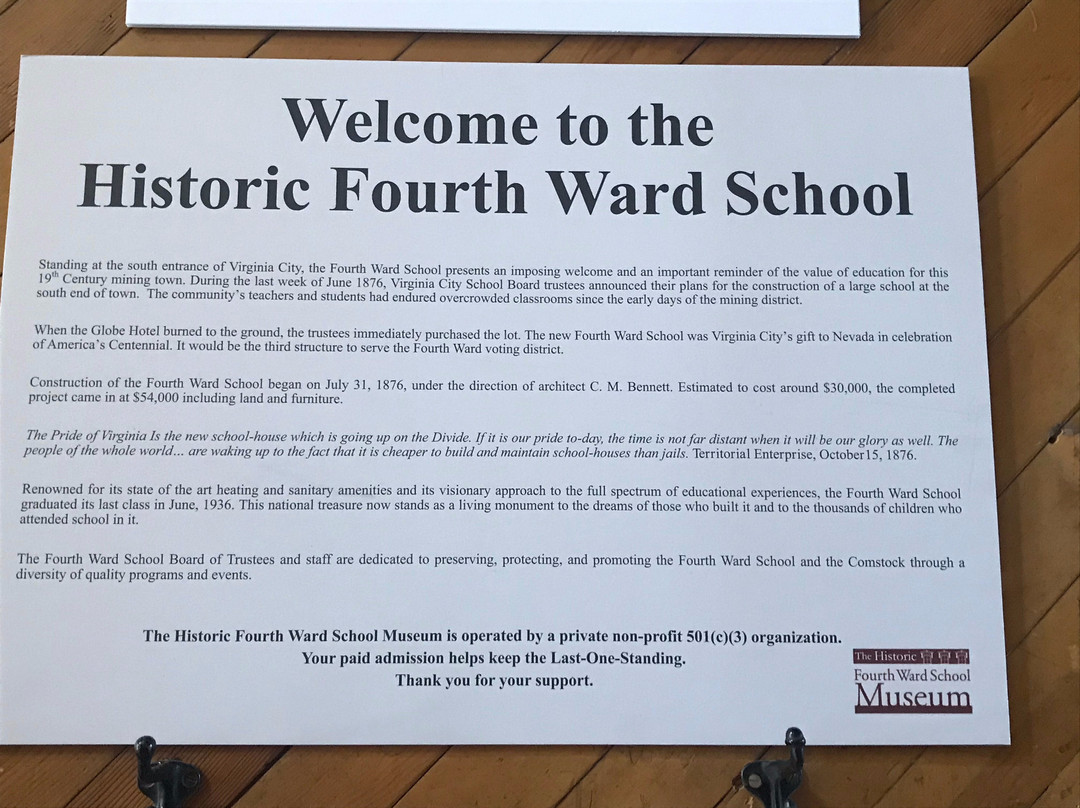 Welcome to the
Historic Fourth Ward School
Standing at the south entrance of Virginia City, the Fourth Ward School presents an imposing welcome and an important reminder of the value of education for this
19th Century mining town. During the last week of June 1876, Virginia City School Board trustees announced their plans for the construction of a large school at the
south end of town. The community's teachers and students had endured overcrowded classrooms since the early days of the mining district.
When the Globe Hotel burned to the ground, the trustees immediately purchased the lot. The new Fourth Ward School was Virginia City's gift to Nevada in celebration
of America's Centennial. It would be the third structure to serve the Fourth Ward voting district.
Construction of the Fourth Ward School began on July 31, 1876, under the direction of architect C. M. Bennett. Estimated to cost around $30,000, the completed
project came in at $54,000 including land and furniture.
The Pride of Virginia Is the new school-house which is going up on the Divide. If it is our pride to-day, the time is not far distant when it will be our glory as well. The
people of the whole world... are waking up to the fact that it is cheaper to build and maintain school-houses than jails. Territorial Enterprise, October15, 1876.
Renowned for its state of the art heating and sanitary amenities and its visionary approach to the full spectrum of educational experiences, the Fourth Ward School
graduated its last class in June, 1936. This national treasure now stands as a living monument to the dreams of those who built it and to the thousands of children who
attended school in it.
The Fourth Ward School Board of Trustees and staff are dedicated to preserving, protecting, and promoting the Fourth Ward School and the Comstock through a
diversity of quality programs and events.
The Historic Fourth Ward School Museum is operated by a private non-profit 501(c)(3) organization.
Your paid admission helps keep the Last-One-Standing.
Thank you for your support.
The Historic
Fourth Ward School
Museum